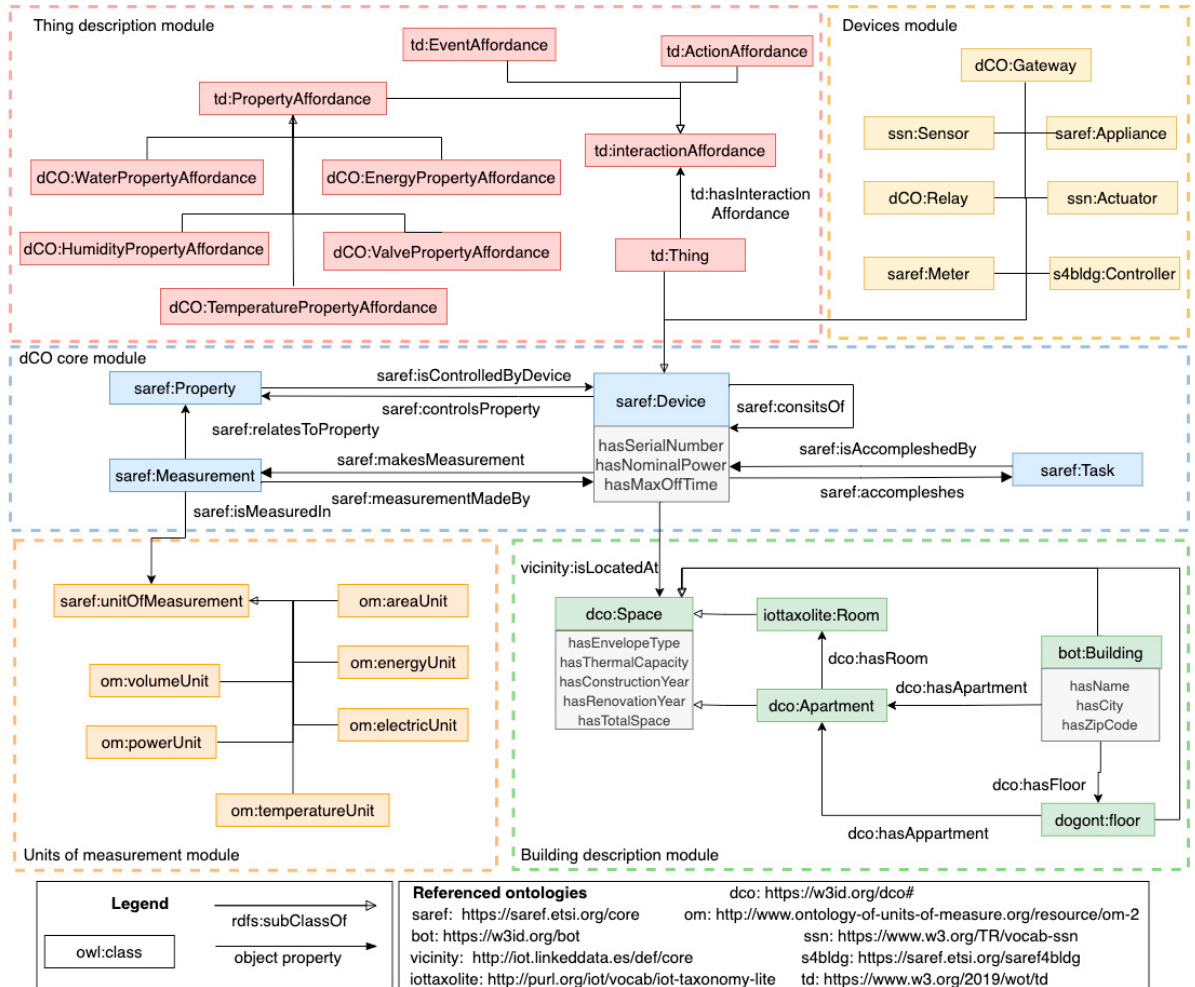 Thing description module
td:EventAffordance
td:ActionAffordance
td:PropertyAffordance
td:interactionAffordance
dCO:WaterPropertyAffordance
dCO:EnergyPropertyAffordance
td:hasInteraction
Affordance
dCO:HumidityPropertyAffordance
dCO:ValvePropertyAffordance
td:Thing
dCO:TemperaturePropertyAffordance
Devices module
dCO:Gateway
ssn:Sensor
saref:Appliance
dCO:Relay
ssn:Actuator
saref:Meter
s4bldg:Controller
dCO core module
saref:Property
saref:isControlledByDevice
saref:controlsProperty
saref:Device
saref:consitsOf
saref:relatesToProperty
hasSerialNumber
hasNominalPower
hasMaxOffTime
saref:Measurement
saref:makesMeasurement
saref:measurementMadeBy
saref:isAccompleshedBy
saref:accompleshes
saref:Task
saref:isMeasuredIn
saref:unitOfMeasurement
om:areaUnit
om:energyUnit
om:volumeUnit
om:electricUnit
om:powerUnit
om:temperatureUnit
Units of measurement module
vicinity:isLocatedAt
dco:Space
hasEnvelopeType
hasThermalCapacity
hasConstructionYear
hasRenovationYear
hasTotalSpace
iottaxolite:Room
dco:hasRoom
dco:Apartment
dco:hasApartment
bot:Building
hasName
hasCity
hasZipCode
dco:hasFloor
dogont:floor
dco:hasAppartment
Building description module
Legend
rdfs:subClassOf
owl:class
object property
Referenced ontologies
dco: https://w3id.org/dco#
saref: https://saref.etsi.org/core
om: http://www.ontology-of-units-of-measure.org/resource/om-2
bot: https://w3id.org/bot
ssn: https://www.w3.org/TR/vocab-ssn
vicinity: http://iot.linkeddata.es/def/core
s4bldg: https://saref.etsi.org/saref4bldg
iottaxolite: http://purl.org/iot/vocab/iot-taxonomy-lite
td: https://www.w3.org/2019/wot/td